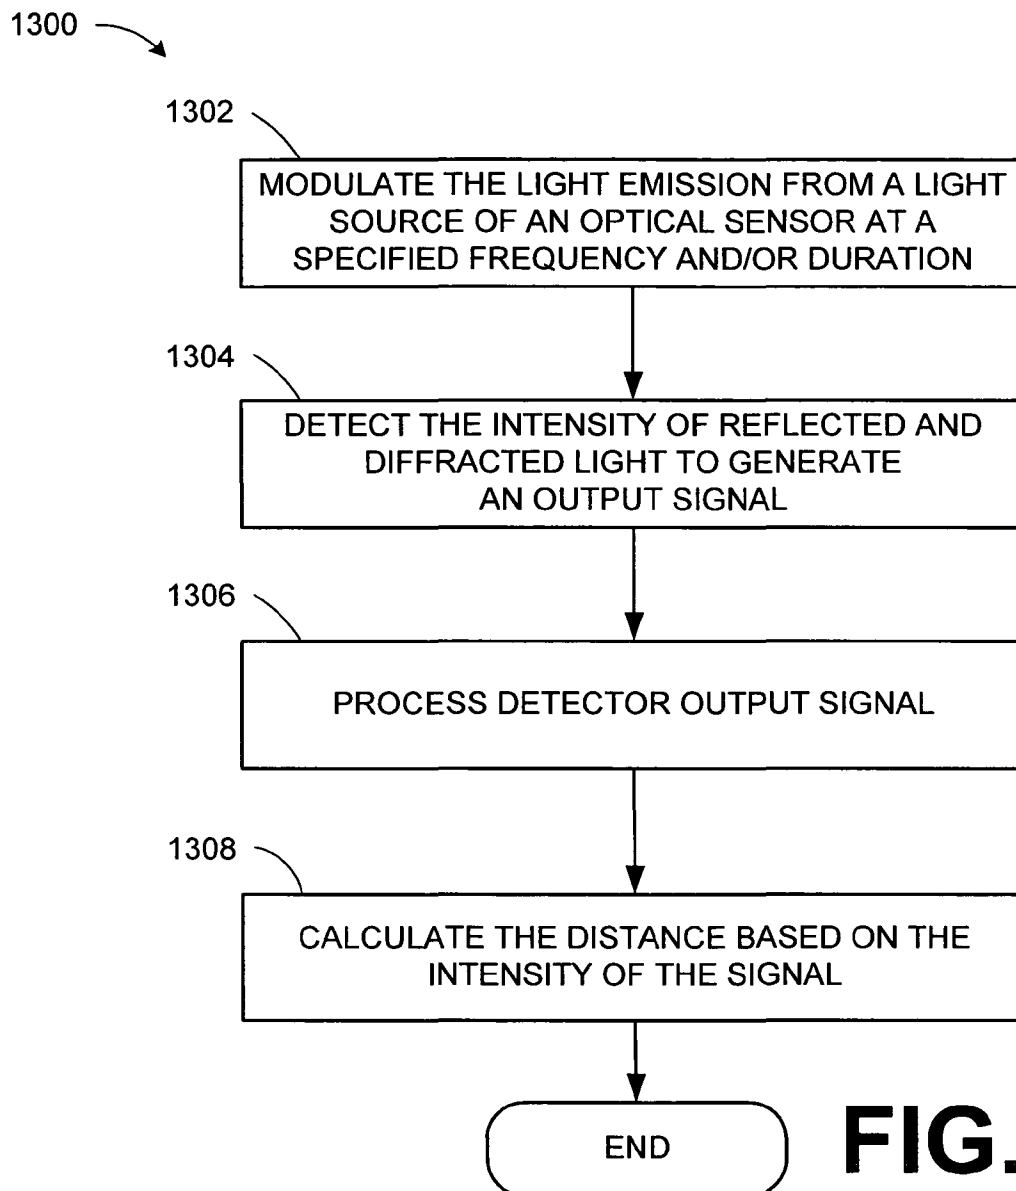 1300
1302
MODULATE THE LIGHT EMISSION FROM A LIGHT
SOURCE OF AN OPTICAL SENSOR AT A
SPECIFIED FREQUENCY AND/OR DURATION
1304
DETECT THE INTENSITY OF REFLECTED AND
DIFFRACTED LIGHT TO GENERATE
AN OUTPUT SIGNAL
1306
PROCESS DETECTOR OUTPUT SIGNAL
1308
CALCULATE THE DISTANCE BASED ON THE
INTENSITY OF THE SIGNAL
END
FIG.